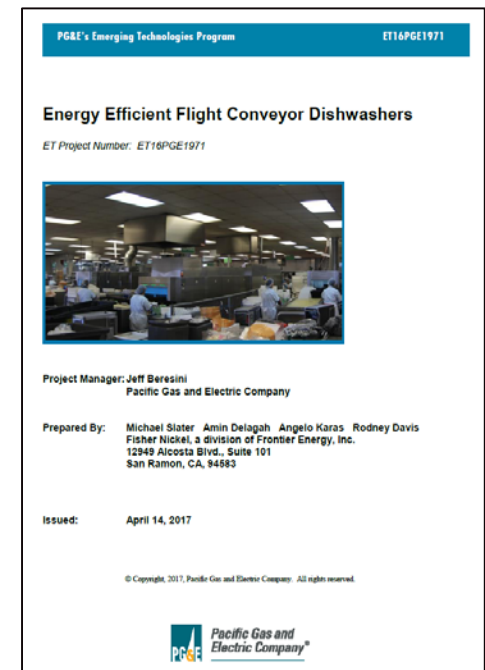 PG&E's Emerging Technologies Program ET16PGE1971
Energy Efficient Flight Conveyor Dishwashers
ET Project Number: ET16PGE1971
Project Manager: Jeff Beresini
Pacific Gas and Electric Company
Prepared By: Michael Slater Amin Delagah Angelo Karas Rodney Davis
Fisher Nickel, a division of Frontier Energy, Inc.
12949 Alcosta Blvd., Suite 101
San Ramon, CA, 94583
Issued: April 14, 2017
© Copyright, 2017, Pacific Gas and Electric Company. All rights reserved.
PG&E
Pacific Gas and
Electric Company®